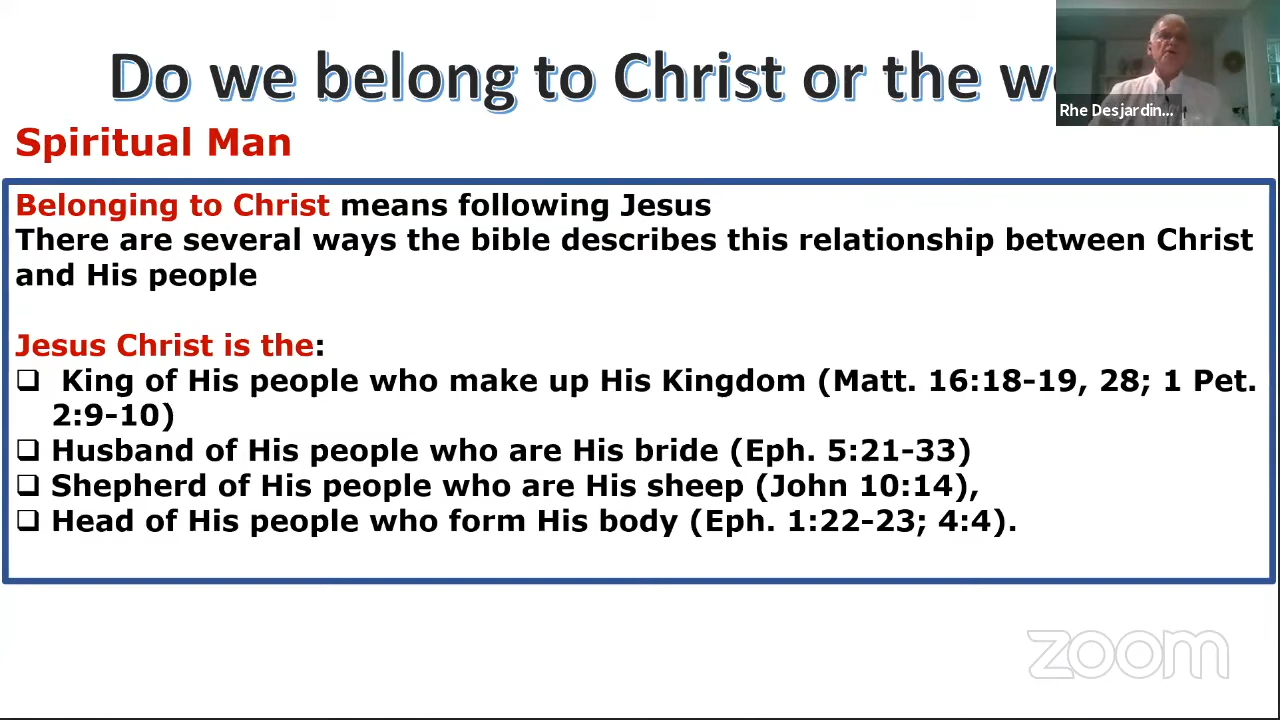 Do we belong to Christ or the
Rhe Desjardin...
Spiritual Man
Belonging to Christ means following Jesus
There are several ways the bible describes this relationship between Christ
and His people
Jesus Christ is the:
❑ King of His people who make up His Kingdom (Matt. 16:18-19, 28; 1 Pet.
2:9-10)
❑ Husband of His people who are His bride (Eph. 5:21-33)
❑ Shepherd of His people who are His sheep (John 10:14),
❑ Head of His people who form His body (Eph. 1:22-23; 4:4).
zoom